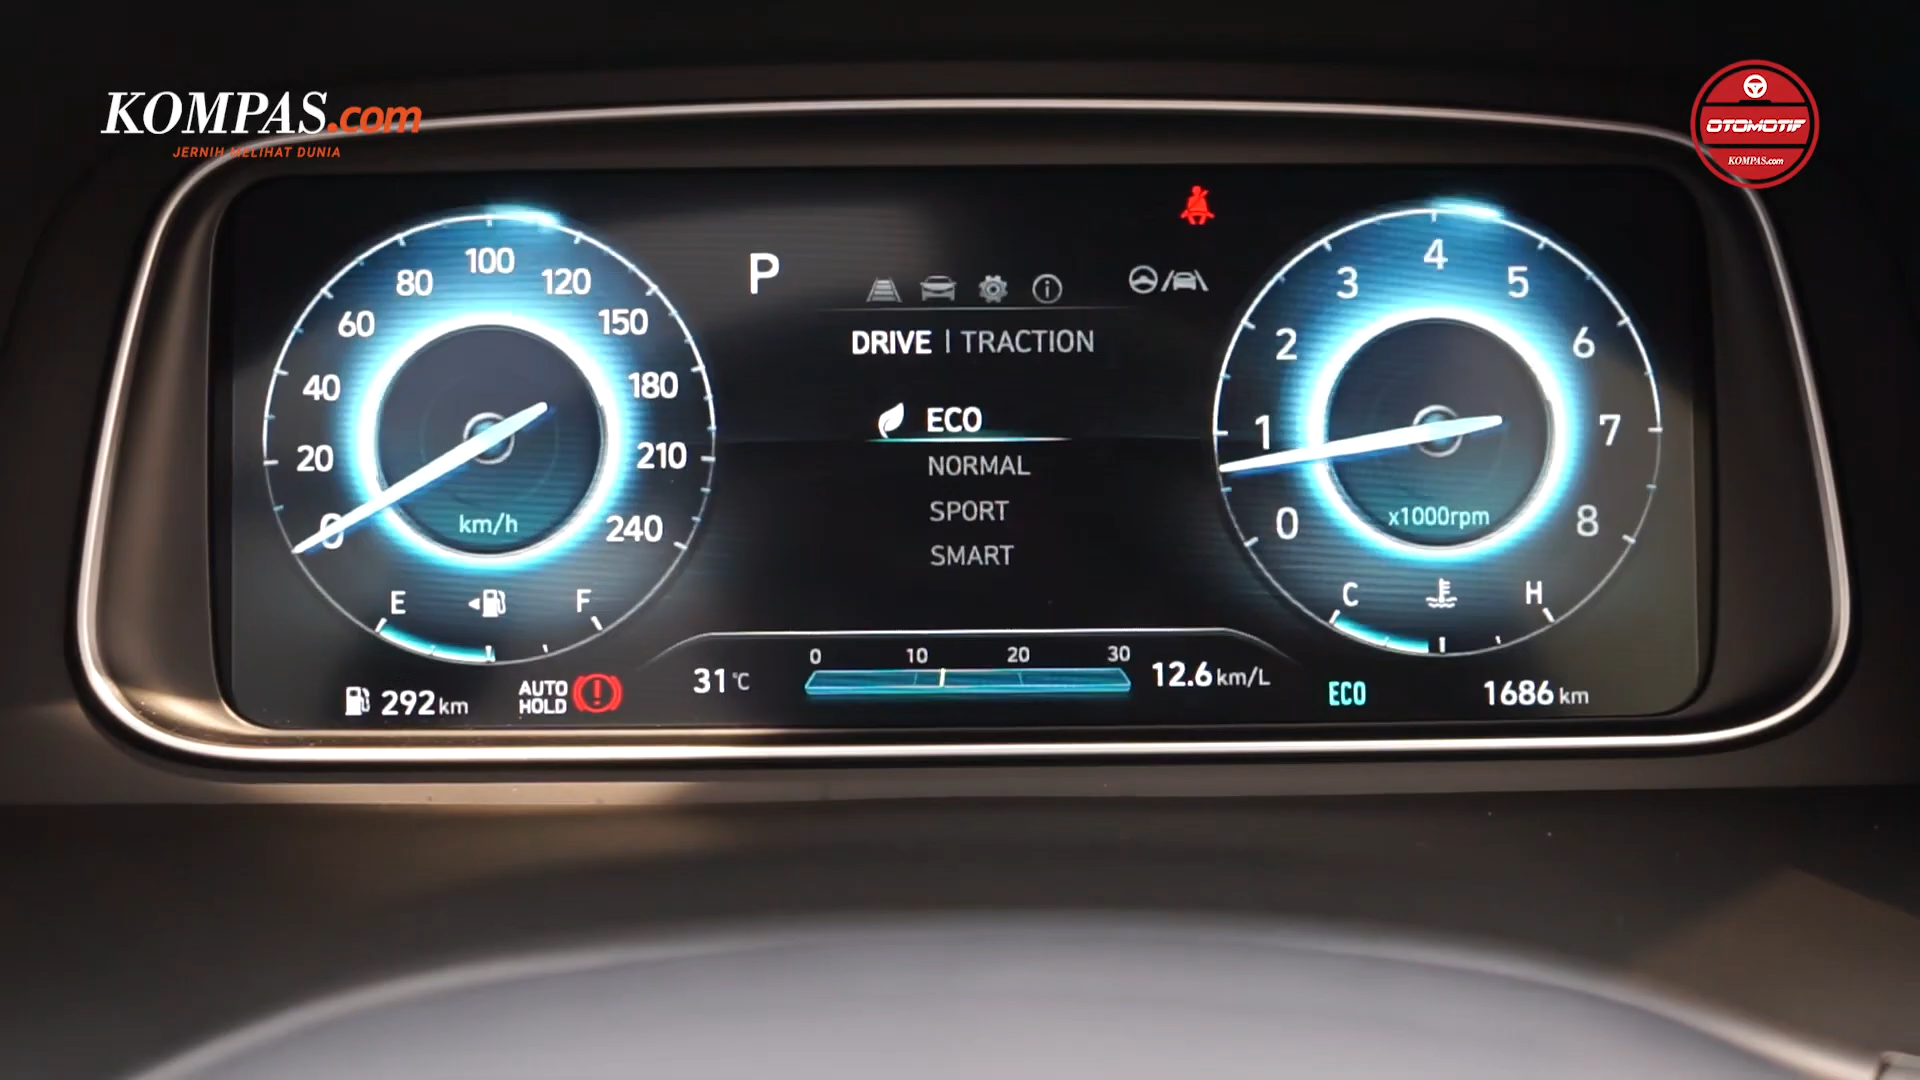 KOMPAS.com
JERNIH MELIHAT DUNIA
OTOMOTIF
KOMPAS.com
0
20
40
60
80
100
120
150
180
210
240
km/h
E
F
292 km
AUTO
HOLD
P
DRIVE | TRACTION
ECO
NORMAL
SPORT
SMART
31 °C
0 10 20 30
12.6 km/L
0
1
2
3
4
5
6
7
8
x1000rpm
C
H
ECO
1686 km